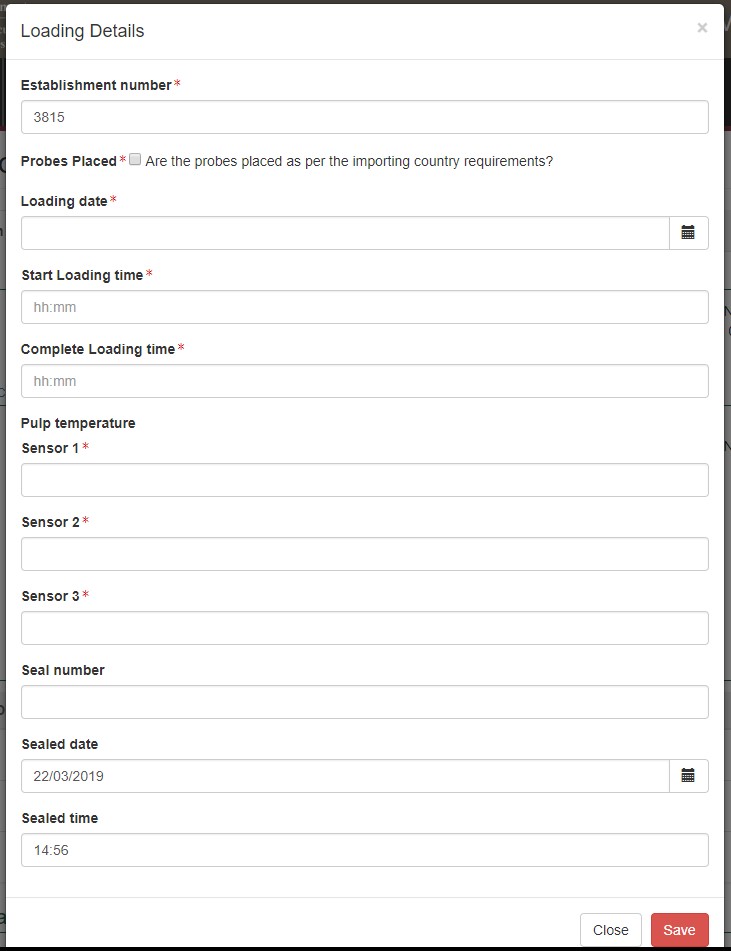 Loading Details ×
Establishment number*
3815
Probes Placed* Are the probes placed as per the importing country requirements?
Loading date*
Start Loading time*
hh:mm
Complete Loading time*
hh:mm
Pulp temperature
Sensor 1*
Sensor 2*
Sensor 3*
Seal number
Sealed date
22/03/2019
Sealed time
14:56
Close Save